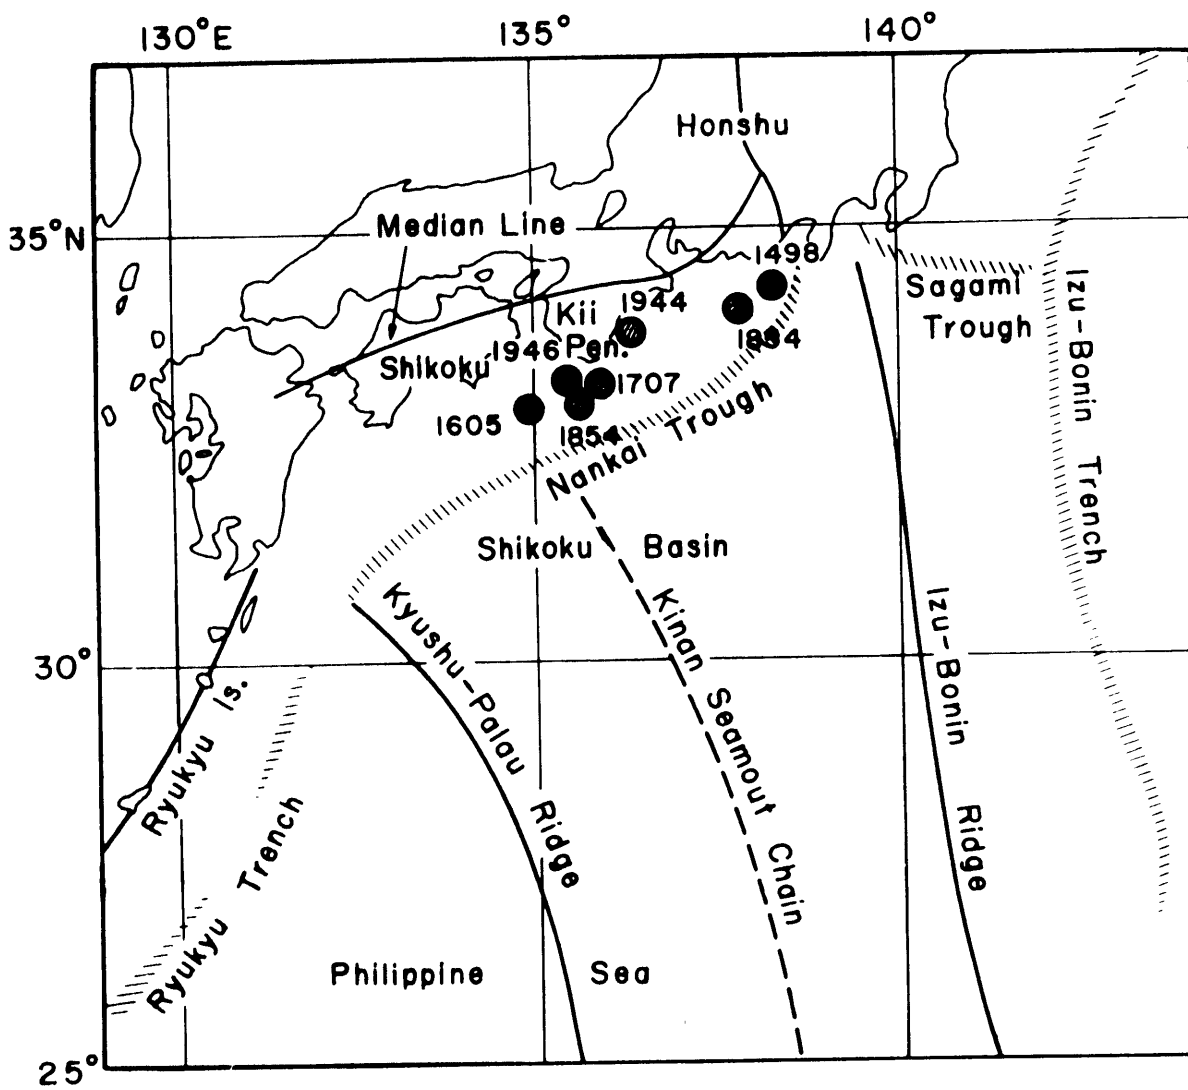 130°E 135° 140°
Honshu
35°N
Median Line
1498
Sagami
Trough
Kii
1944
Pen.
1946
1854
Shikoku
1707
1605
1854
Nankai Trough
Izu-Bonin Trench
Shikoku Basin
Kyushu-Palau Ridge
Kinan Seamout Chain
Izu-Bonin Ridge
30°
Ryukyu Is.
Ryukyu Trench
Philippine Sea
25°